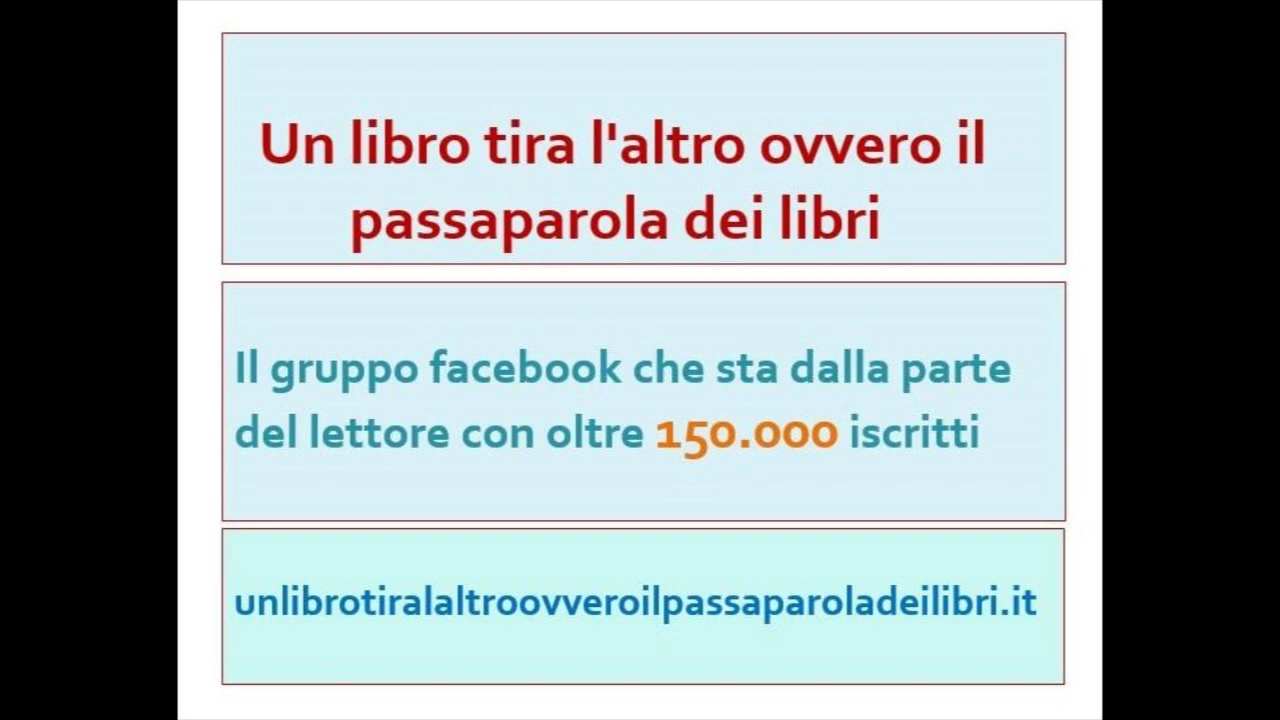 Un libro tira l'altro ovvero il
passaparola dei libri
Il gruppo facebook che sta dalla parte
del lettore con oltre 150.000 iscritti
unlibrotiralaltroovveroilpassaparoladeilibri.it